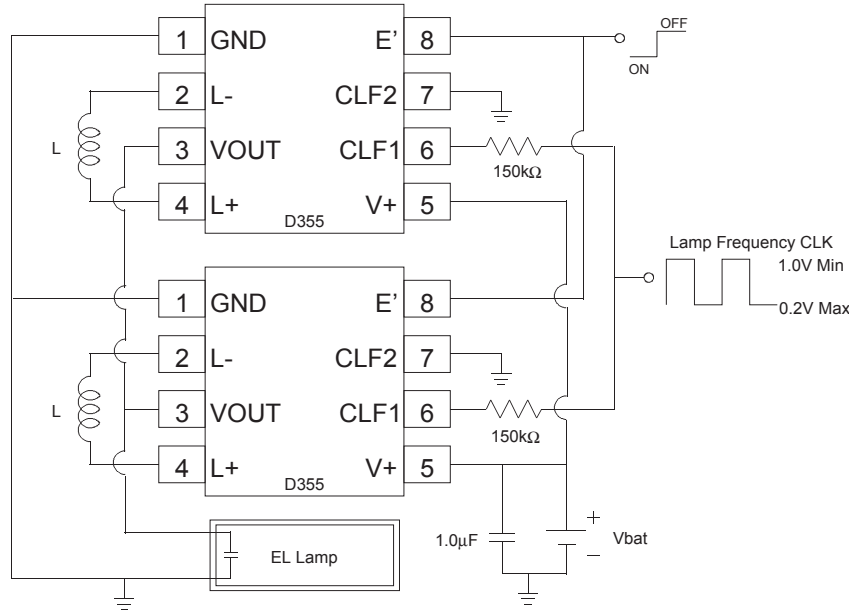 OFF
ON
1 GND E' 8
2 L- CLF2 7
L
3 VOUT CLF1 6
150kΩ
4 L+ V+ 5
D355
Lamp Frequency CLK
1.0V Min
0.2V Max
1 GND E' 8
2 L- CLF2 7
L
3 VOUT CLF1 6
150kΩ
4 L+ V+ 5
D355
EL Lamp
1.0µF
+
Vbat
−